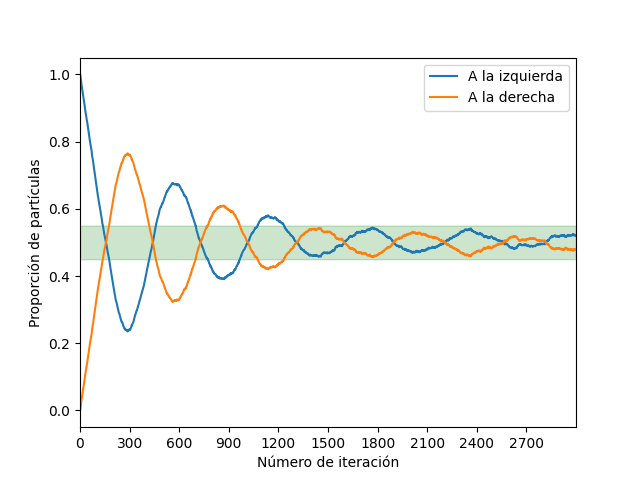 A la izquierda
A la derecha
1.0
0.8
0.6
0.4
0.2
0.0
Proporción de partículas
0 300 600 900 1200 1500 1800 2100 2400 2700
Número de iteración